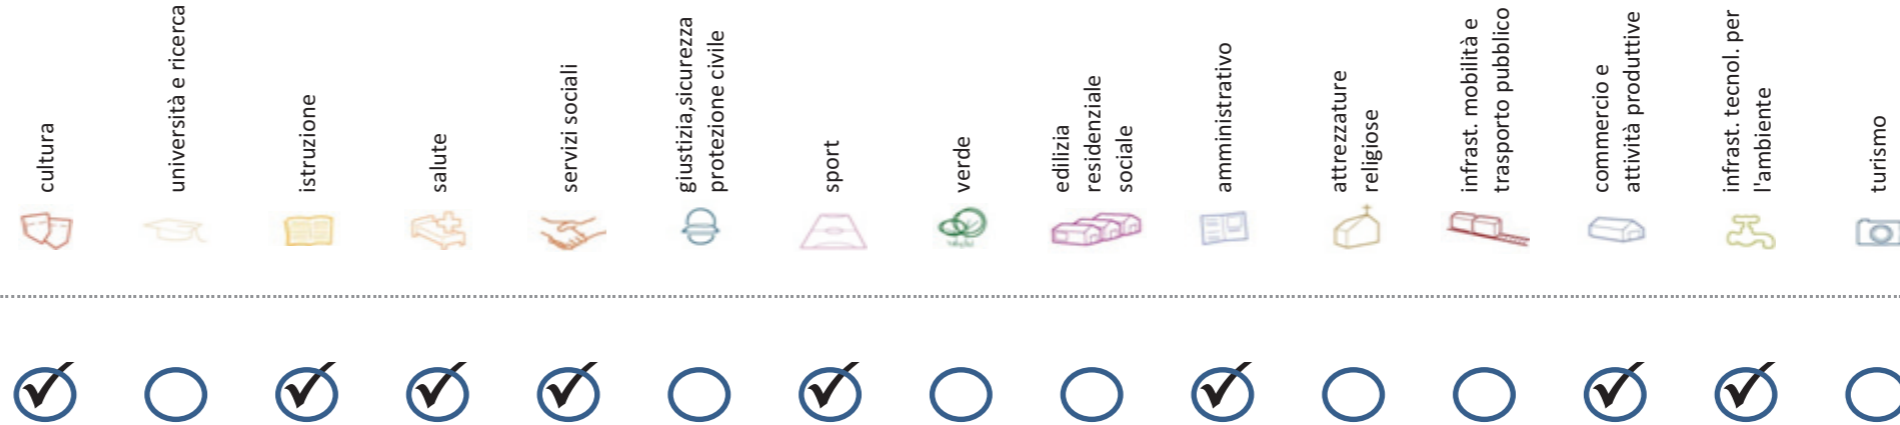 cultura
università e ricerca
istruzione
salute
servizi sociali
giustizia,sicurezza
protezione civile
sport
verde
edilizia
residenziale
sociale
amministrativo
attrezzature
religiose
infrast. mobilità e
trasporto pubblico
commercio e
attività produttive
infrast. tecnol. per
l'ambiente
turismo